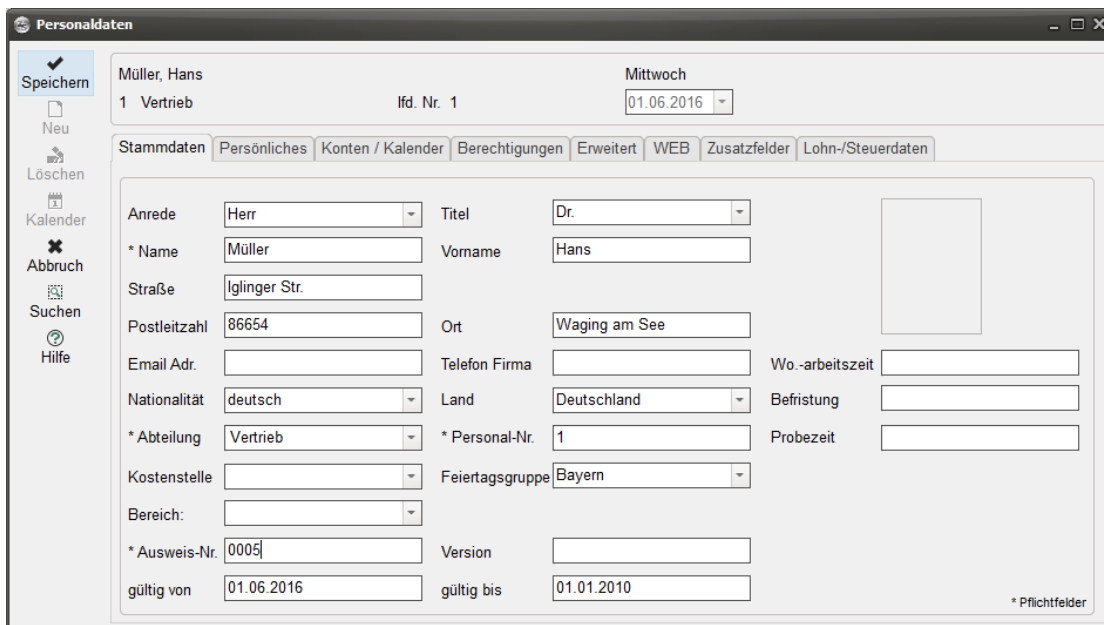 Personaldaten
Speichern
Neu
Löschen
Kalender
Abbruch
Suchen
Hilfe
Müller, Hans Mittwoch
1 Vertrieb lfd. Nr. 1 01.06.2016
Stammdaten Persönliches Konten / Kalender Berechtigungen Erweitert WEB Zusatzfelder Lohn-/Steuerdaten
Anrede Herr Titel Dr.
* Name Müller Vorname Hans
Straße Iglinger Str.
Postleitzahl 86654 Ort Waging am See
Email Adr. Telefon Firma Wo.-arbeitszeit
Nationalität deutsch Land Deutschland Befristung
* Abteilung Vertrieb * Personal-Nr. 1 Probezeit
Kostenstelle Feiertagsgruppe Bayern
Bereich:
* Ausweis-Nr. 0005 Version
gültig von 01.06.2016 gültig bis 01.01.2010
* Pflichtfelder